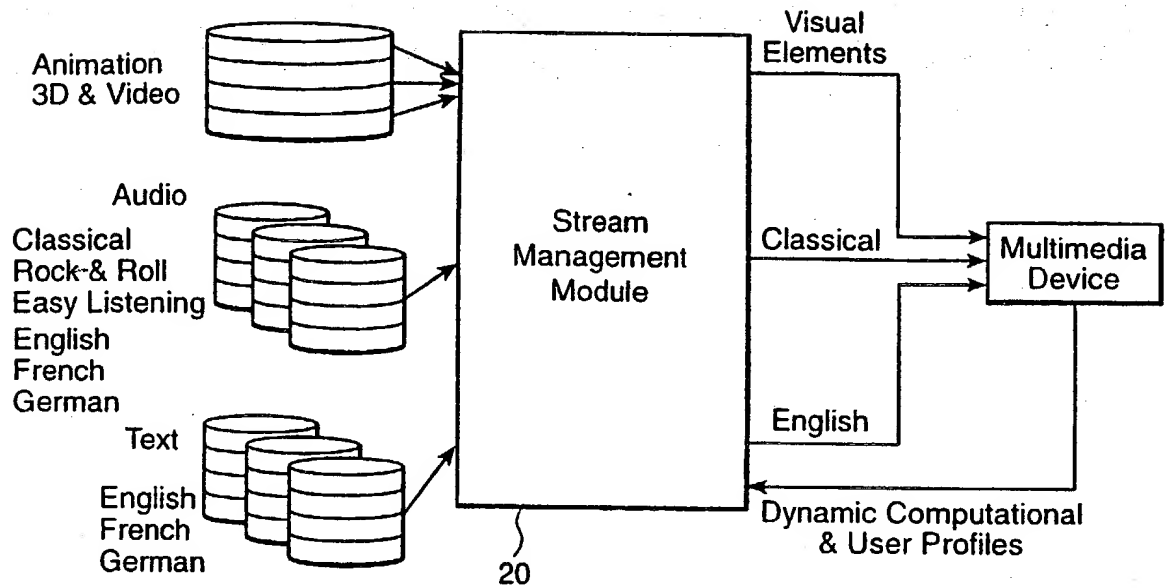 Animation
3D & Video
Audio
Classical
Rock & Roll
Easy Listening
English
French
German
Text
English
French
German
Stream
Management
Module
20
Visual
Elements
Classical
English
Multimedia
Device
Dynamic Computational
& User Profiles